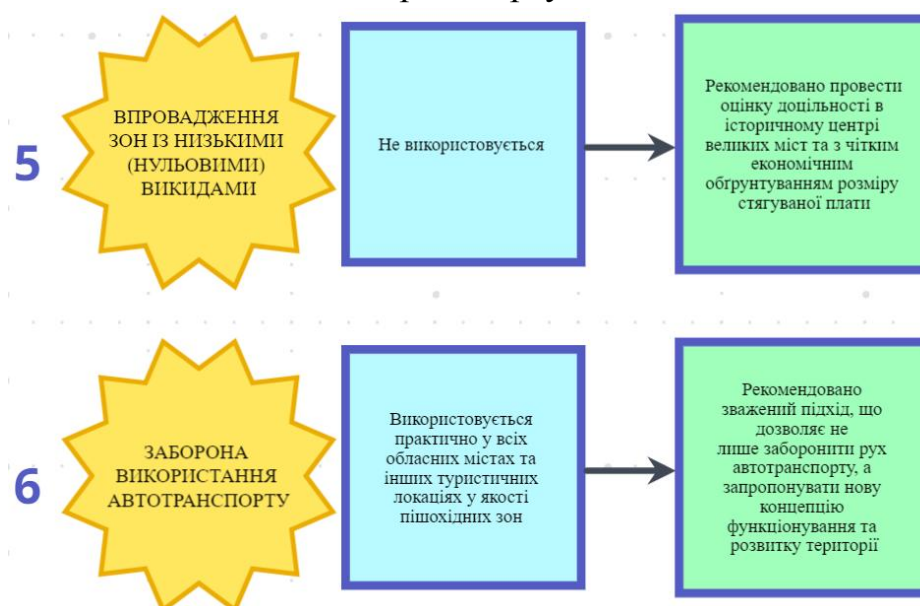 5
ВПРОВАДЖЕННЯ
ЗОН ІЗ НИЗЬКИМИ
(НУЛЬОВИМИ)
ВИКИДАМИ
Не використовується
Рекомендовано провести
оцінку доцільності в
історичному центрі
великих міст та з чітким
економічним
обґрунтуванням розміру
стягуваної плати
6
ЗАБОРОНА
ВИКОРИСТАННЯ
АВТОТРАНСПОРТУ
Використовується
практично у всіх
обласних містах та
інших туристичних
локаціях у якості
пішохідних зон
Рекомендовано
зважений підхід, що
дозволяє не
лише заборонити рух
автотранспорту, а
запропонувати нову
концепцію
функціонування та
розвитку території